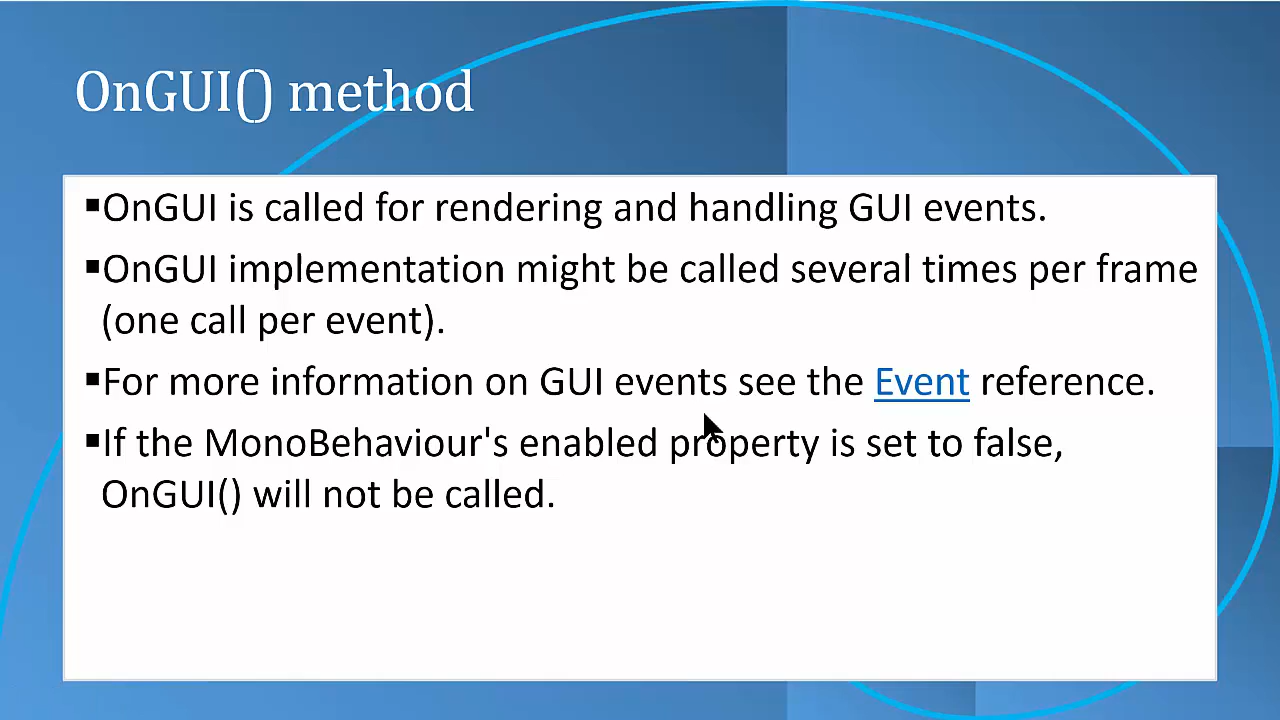 OnGUI() method
▪OnGUI is called for rendering and handling GUI events.
▪OnGUI implementation might be called several times per frame
(one call per event).
▪For more information on GUI events see the Event reference.
▪If the MonoBehaviour's enabled property is set to false,
OnGUI() will not be called.